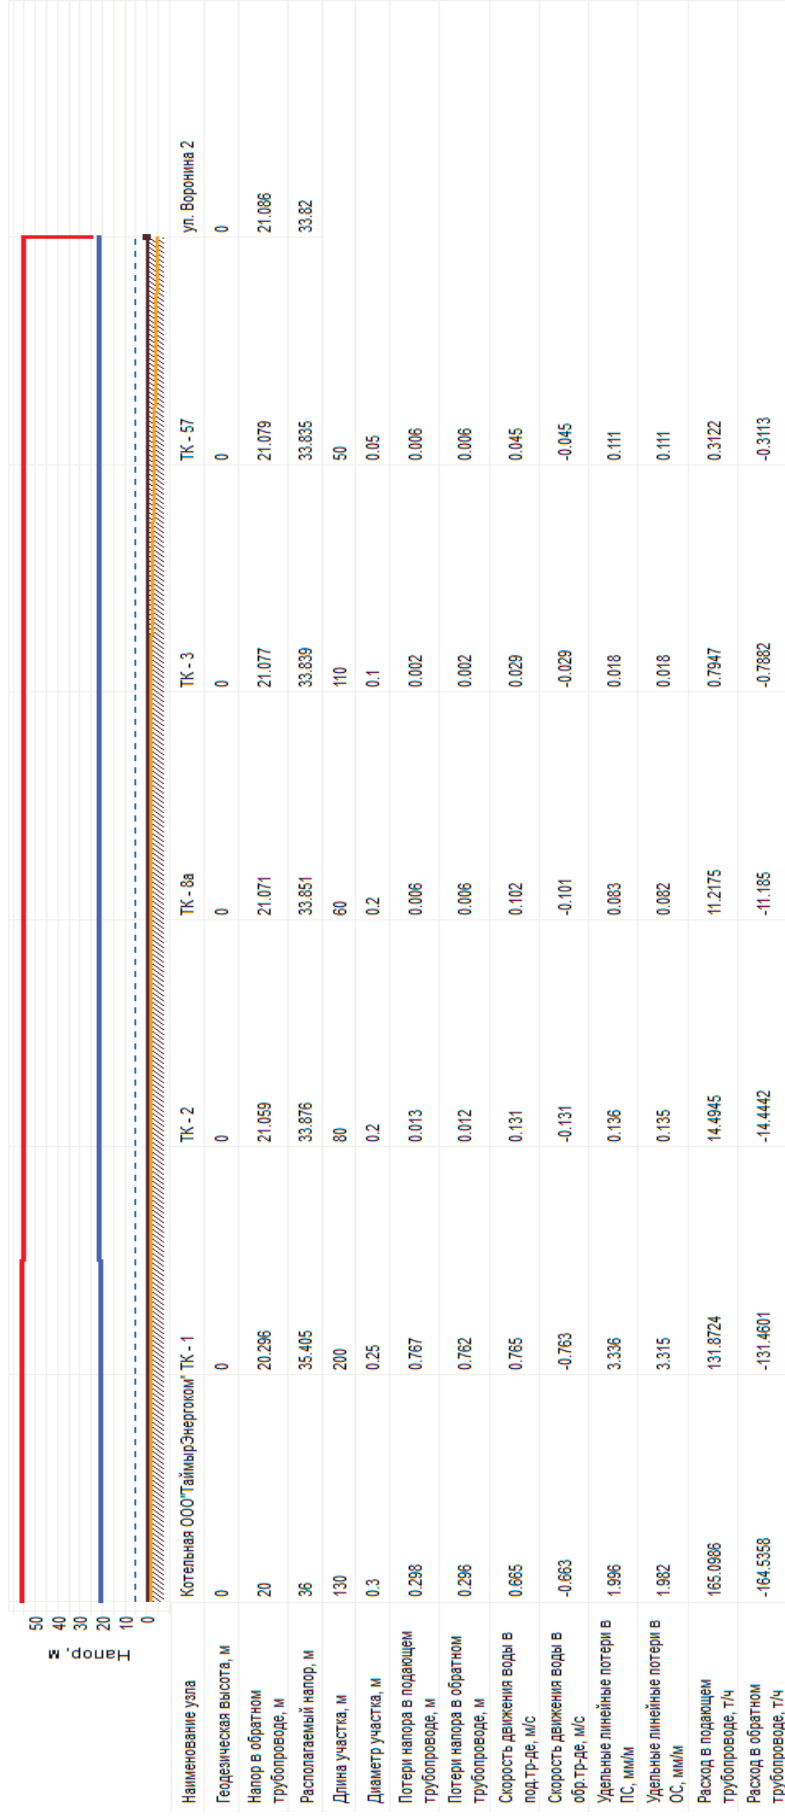 Напор, м
50
40
30
20
10
0
Наименование узла Котельная ООО"ТаймырЭнергоком" ТК - 1 ТК - 2 ТК - 8а ТК - 3 ТК - 57 ул. Воронина 2
Геодезическая высота, м 0 0 0 0 0 0 0
Напор в обратном
трубопроводе, м 20 20.296 21.059 21.071 21.077 21.079 21.086
Располагаемый напор, м 36 35.405 33.876 33.851 33.839 33.835 33.82
Длина участка, м 130 200 80 60 110 50
Диаметр участка, м 0.3 0.25 0.2 0.2 0.1 0.05
Потери напора в подающем
трубопроводе, м 0.298 0.767 0.013 0.006 0.002 0.006
Потери напора в обратном
трубопроводе, м 0.296 0.762 0.012 0.006 0.002 0.006
Скорость движения воды в
под.тр-де, м/с 0.665 0.765 0.131 0.102 0.029 0.045
Скорость движения воды в
обр.тр-де, м/с -0.663 -0.763 -0.131 -0.101 -0.029 -0.045
Удельные линейные потери в
ПС, мм/м 1.996 3.336 0.136 0.083 0.018 0.111
Удельные линейные потери в
ОС, мм/м 1.982 3.315 0.135 0.082 0.018 0.111
Расход в подающем
трубопроводе, т/ч 165.0986 131.8724 14.4945 11.2175 0.7947 0.3122
Расход в обратном
трубопроводе, т/ч -164.5358 -131.4601 -14.4442 -11.185 -0.7882 -0.3113